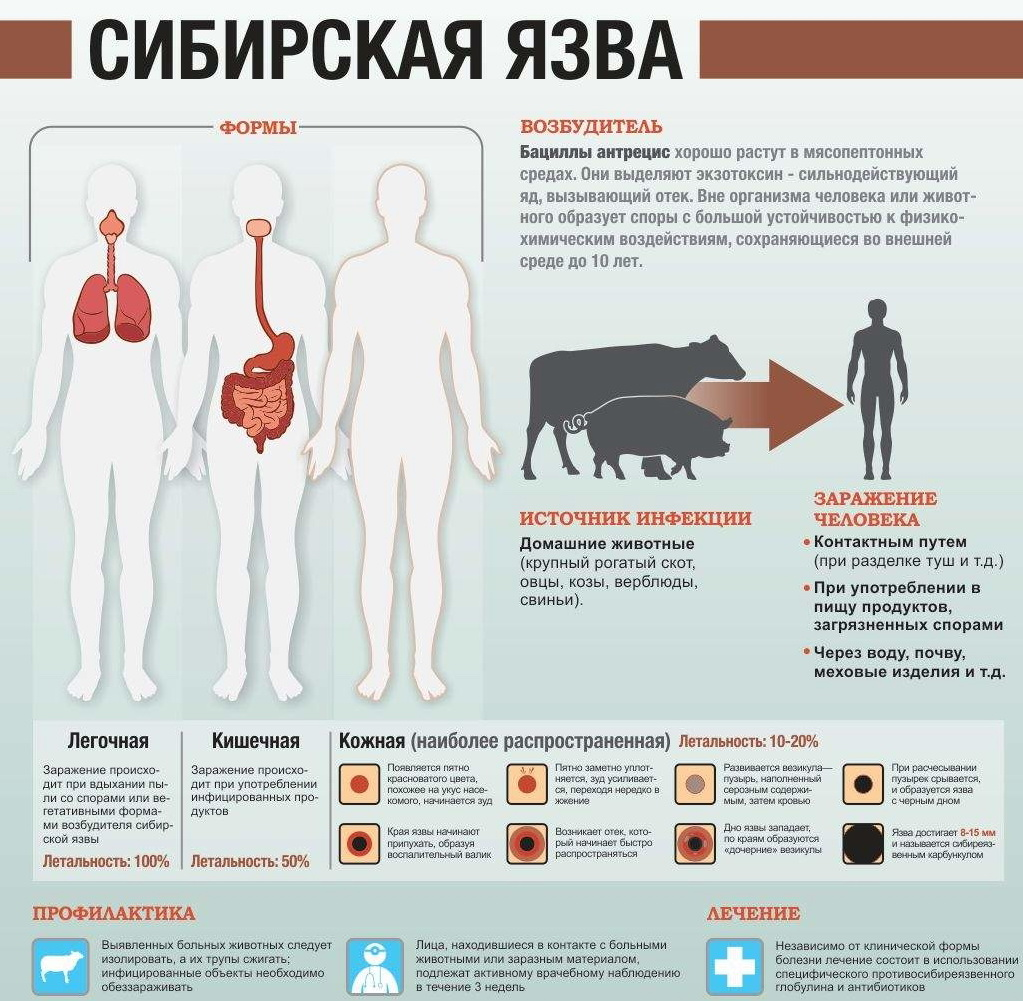 СИБИРСКАЯ ЯЗВА
ФОРМЫ
ВОЗБУДИТЕЛЬ
Бациллы антрецис хорошо растут в мясопептонных
средах. Они выделяют экзотоксин - сильнодействующий
яд, вызывающий отек. Вне организма человека или живот-
ного образует споры с большой устойчивостью к физико-
химическим воздействиям, сохраняющиеся во внешней
среде до 10 лет.
ИСТОЧНИК ИНФЕКЦИИ
Домашние животные
(крупный рогатый скот,
овцы, козы, верблюды,
свиньи).
ЗАРАЖЕНИЕ
ЧЕЛОВЕКА
• Контактным путем
(при разделке туш и т.д.)
• При употреблении в
пищу продуктов,
загрязненных спорами
• Через воду, почву,
меховые изделия и т.д.
Легочная
Заражение происхо-
дит при вдыхании пы-
ли со спорами или ве-
гетативными форма-
ми возбудителя сибир-
ской язвы
Летальность: 100%
Кишечная
Заражение происхо-
дит при употреблении
инфицированных про-
дуктов
Летальность: 50%
Кожная (наиболее распространенная) Летальность: 10-20%
Появляется пятно
красноватого цвета,
похожее на укус насе-
комого, начинается зуд
Пятно заметно уплот-
няется, зуд усиливает-
ся, переходя нередко в
жжение
Развивается везикула—
пузырь, наполненный
серозным содержи-
мым, затем кровью
При расчесывании
пузырек срывается,
и образуется язва
с черным дном
Края язвы начинают
припухать, образуя
воспалительный валик
Возникает отек, кото-
рый начинает быстро
распространяться
Дно язвы западает,
по краям образуются
«дочерние» везикулы
Язва достигает 8-15 мм
и называется сибиреяз-
венным карбункулом
ПРОФИЛАКТИКА
Выявленных больных животных следует
изолировать, а их трупы сжигать;
инфицированные объекты необходимо
обеззараживать
Лица, находившиеся в контакте с больными
животными или заразным материалом,
подлежат активному врачебному наблюдению
в течение 3 недель
ЛЕЧЕНИЕ
Независимо от клинической формы
болезни лечение состоит в использовании
специфического противосибиреязвенного
глобулина и антибиотиков